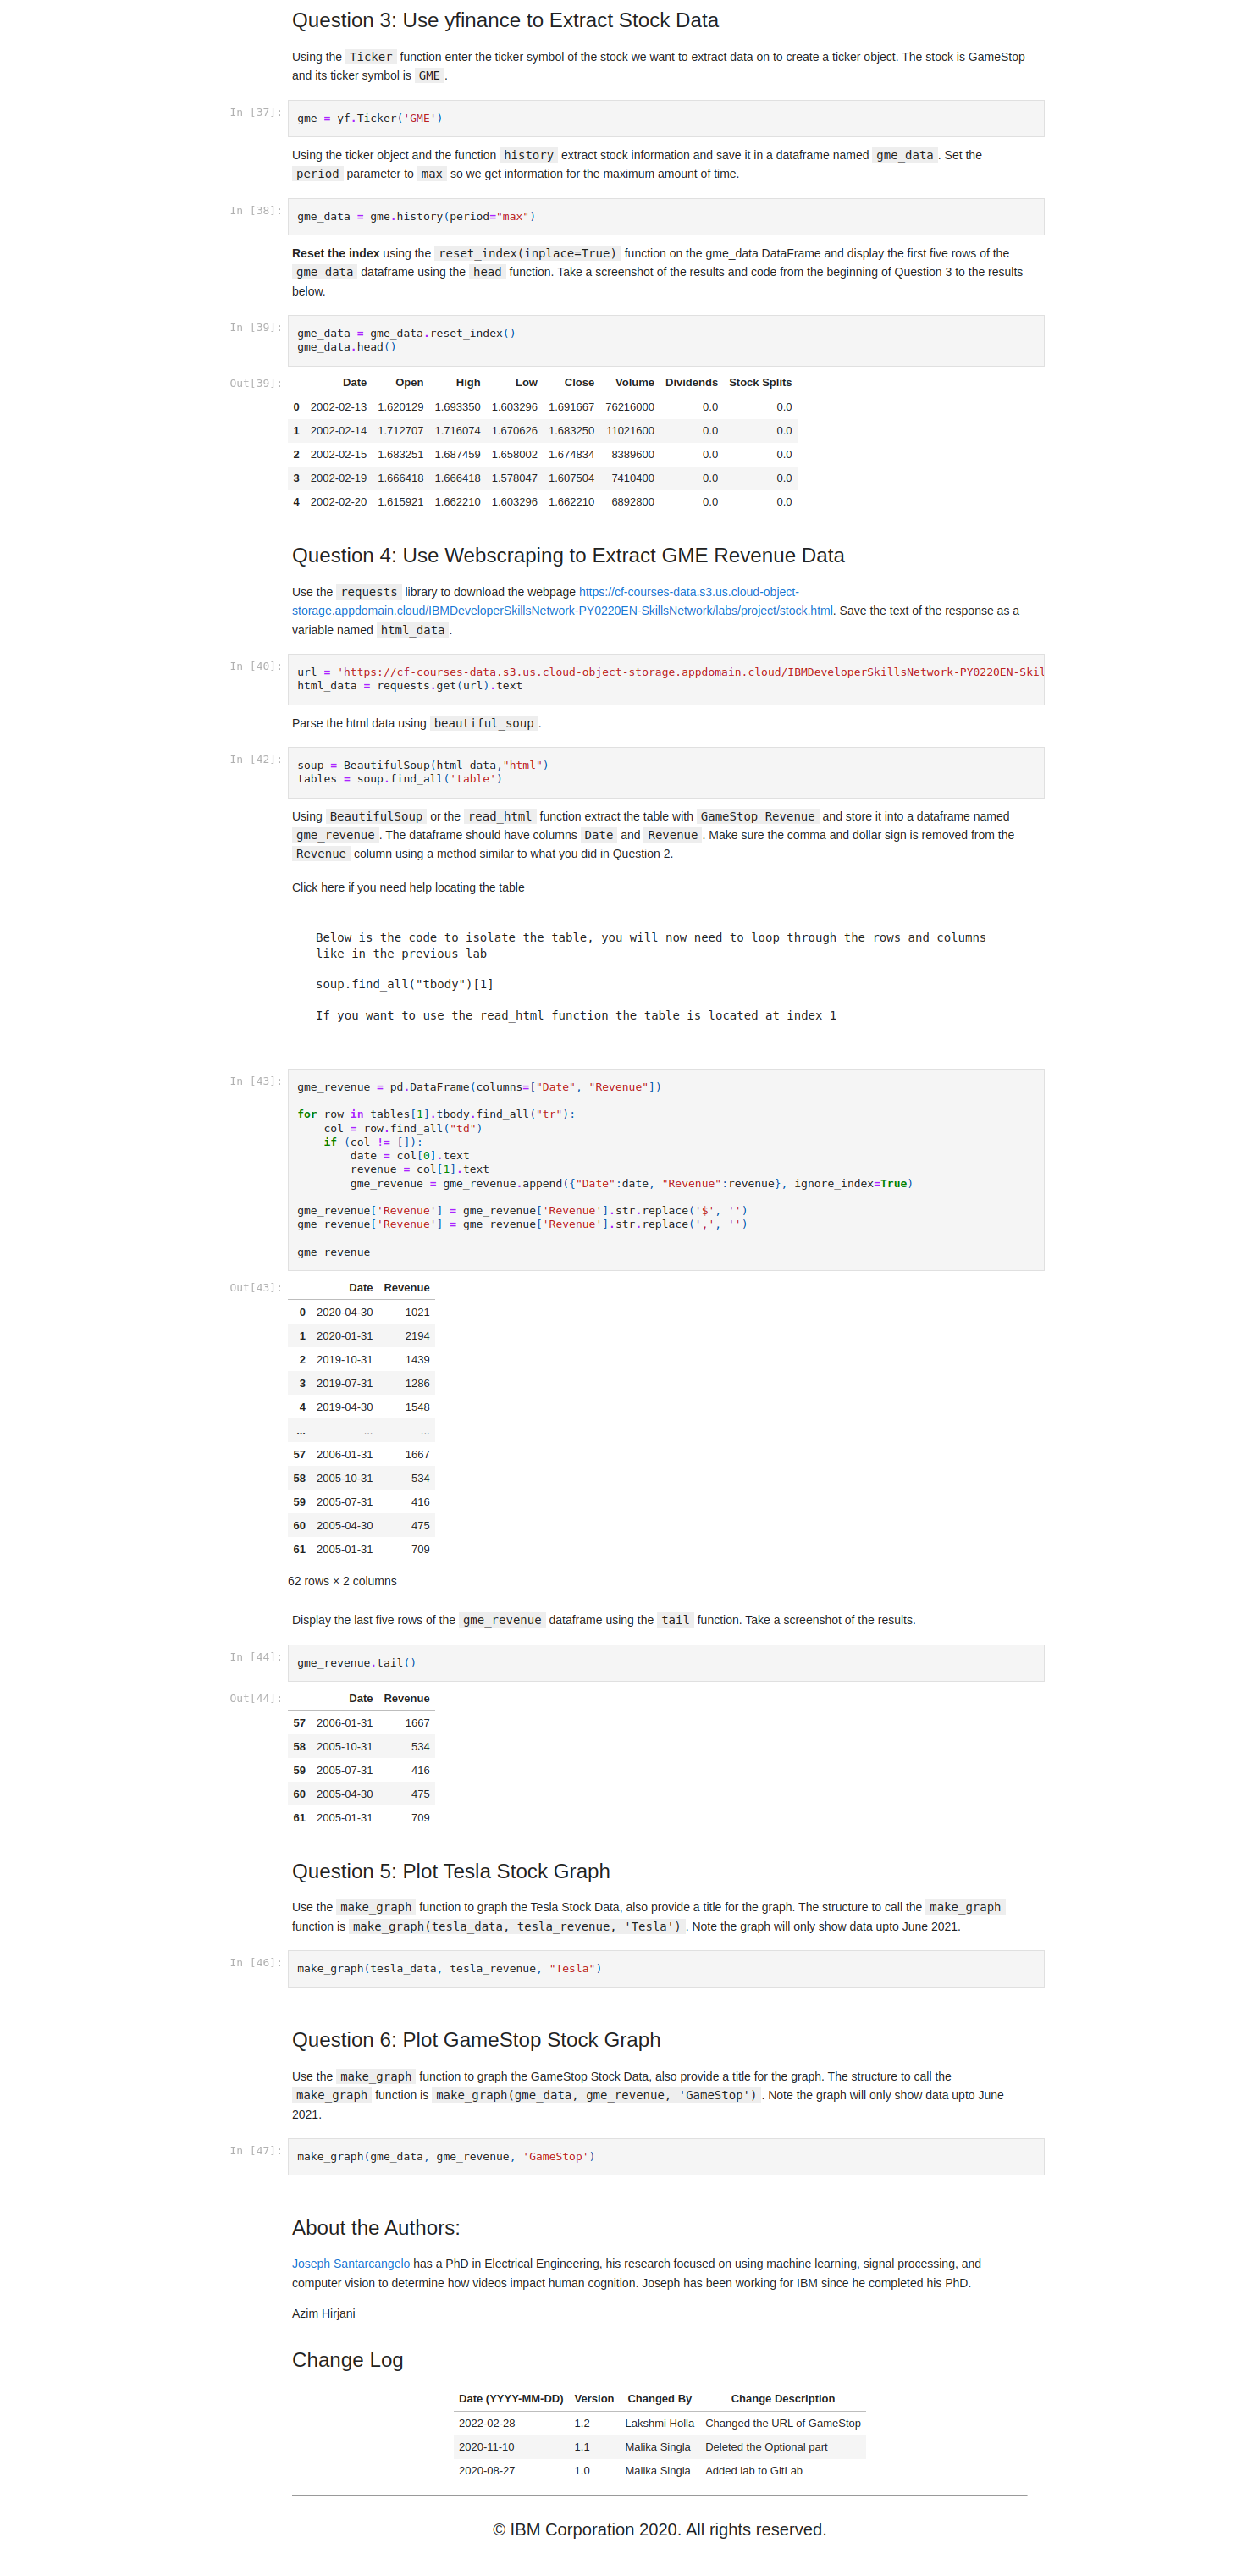 Question 3: Use yfinance to Extract Stock Data
Using the Ticker function enter the ticker symbol of the stock we want to extract data on to create a ticker object. The stock is GameStop
and its ticker symbol is GME.
In [37]: gme = yf.Ticker('GME')
Using the ticker object and the function history extract stock information and save it in a dataframe named gme_data. Set the
period parameter to max so we get information for the maximum amount of time.
In [38]: gme_data = gme.history(period="max")
Reset the index using the reset_index(inplace=True) function on the gme_data DataFrame and display the first five rows of the
gme_data dataframe using the head function. Take a screenshot of the results and code from the beginning of Question 3 to the results
below.
In [39]: gme_data = gme_data.reset_index()
gme_data.head()
Out[39]: Date Open High Low Close Volume Dividends Stock Splits
0 2002-02-13 1.620129 1.693350 1.603296 1.691667 76216000 0.0 0.0
1 2002-02-14 1.712707 1.716074 1.670626 1.683250 11021600 0.0 0.0
2 2002-02-15 1.683251 1.687459 1.658002 1.674834 8389600 0.0 0.0
3 2002-02-19 1.666418 1.666418 1.578047 1.607504 7410400 0.0 0.0
4 2002-02-20 1.615921 1.662210 1.603296 1.662210 6892800 0.0 0.0
Question 4: Use Webscraping to Extract GME Revenue Data
Use the requests library to download the webpage https://cf-courses-data.s3.us.cloud-object-
storage.appdomain.cloud/IBMDeveloperSkillsNetwork-PY0220EN-SkillsNetwork/labs/project/stock.html. Save the text of the response as a
variable named html_data.
In [40]: url = 'https://cf-courses-data.s3.us.cloud-object-storage.appdomain.cloud/IBMDeveloperSkillsNetwork-PY0220EN-Skil
html_data = requests.get(url).text
Parse the html data using beautiful_soup.
In [42]: soup = BeautifulSoup(html_data,"html")
tables = soup.find_all('table')
Using BeautifulSoup or the read_html function extract the table with GameStop Revenue and store it into a dataframe named
gme_revenue. The dataframe should have columns Date and Revenue. Make sure the comma and dollar sign is removed from the
Revenue column using a method similar to what you did in Question 2.
Click here if you need help locating the table
Below is the code to isolate the table, you will now need to loop through the rows and columns
like in the previous lab
soup.find_all("tbody")[1]
If you want to use the read_html function the table is located at index 1
In [43]: gme_revenue = pd.DataFrame(columns=["Date", "Revenue"])
for row in tables[1].tbody.find_all("tr"):
col = row.find_all("td")
if (col != []):
date = col[0].text
revenue = col[1].text
gme_revenue = gme_revenue.append({"Date":date, "Revenue":revenue}, ignore_index=True)
gme_revenue['Revenue'] = gme_revenue['Revenue'].str.replace('$', '')
gme_revenue['Revenue'] = gme_revenue['Revenue'].str.replace(',', '')
gme_revenue
Out[43]: Date Revenue
0 2020-04-30 1021
1 2020-01-31 2194
2 2019-10-31 1439
3 2019-07-31 1286
4 2019-04-30 1548
... ... ...
57 2006-01-31 1667
58 2005-10-31 534
59 2005-07-31 416
60 2005-04-30 475
61 2005-01-31 709
62 rows × 2 columns
Display the last five rows of the gme_revenue dataframe using the tail function. Take a screenshot of the results.
In [44]: gme_revenue.tail()
Out[44]: Date Revenue
57 2006-01-31 1667
58 2005-10-31 534
59 2005-07-31 416
60 2005-04-30 475
61 2005-01-31 709
Question 5: Plot Tesla Stock Graph
Use the make_graph function to graph the Tesla Stock Data, also provide a title for the graph. The structure to call the make_graph
function is make_graph(tesla_data, tesla_revenue, 'Tesla'). Note the graph will only show data upto June 2021.
In [46]: make_graph(tesla_data, tesla_revenue, "Tesla")
Question 6: Plot GameStop Stock Graph
Use the make_graph function to graph the GameStop Stock Data, also provide a title for the graph. The structure to call the
make_graph function is make_graph(gme_data, gme_revenue, 'GameStop'). Note the graph will only show data upto June
2021.
In [47]: make_graph(gme_data, gme_revenue, 'GameStop')
About the Authors:
Joseph Santarcangelo has a PhD in Electrical Engineering, his research focused on using machine learning, signal processing, and
computer vision to determine how videos impact human cognition. Joseph has been working for IBM since he completed his PhD.
Azim Hirjani
Change Log
Date (YYYY-MM-DD) Version Changed By Change Description
2022-02-28 1.2 Lakshmi Holla Changed the URL of GameStop
2020-11-10 1.1 Malika Singla Deleted the Optional part
2020-08-27 1.0 Malika Singla Added lab to GitLab
© IBM Corporation 2020. All rights reserved.